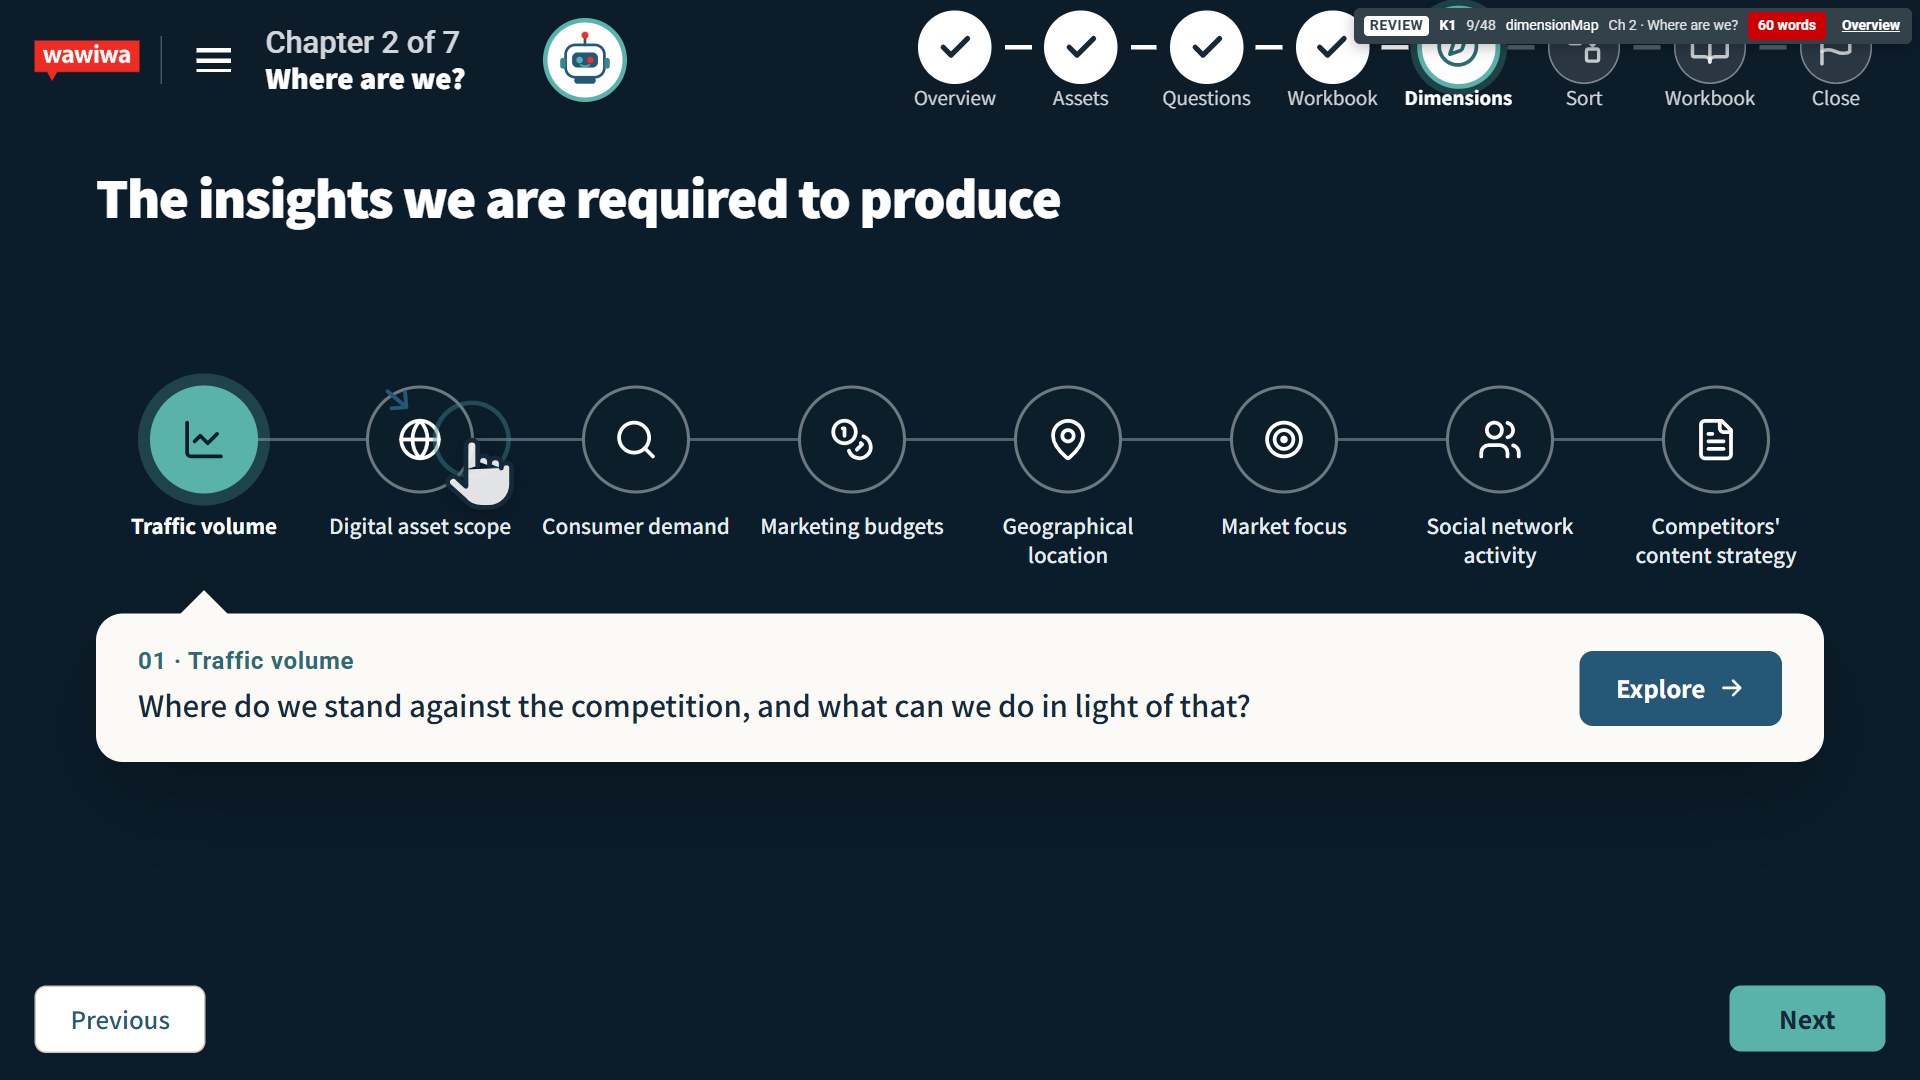 wawiwa
Chapter 2 of 7
Where are we?
REVIEW K1 9/48 dimensionMap Ch 2 · Where are we? 60 words Overview
Overview
Assets
Questions
Workbook
Dimensions
Sort
Workbook
Close
The insights we are required to produce
Traffic volume
Digital asset scope
Consumer demand
Marketing budgets
Geographical
location
Market focus
Social network
activity
Competitors'
content strategy
01 · Traffic volume
Where do we stand against the competition, and what can we do in light of that?
Explore
Previous
Next